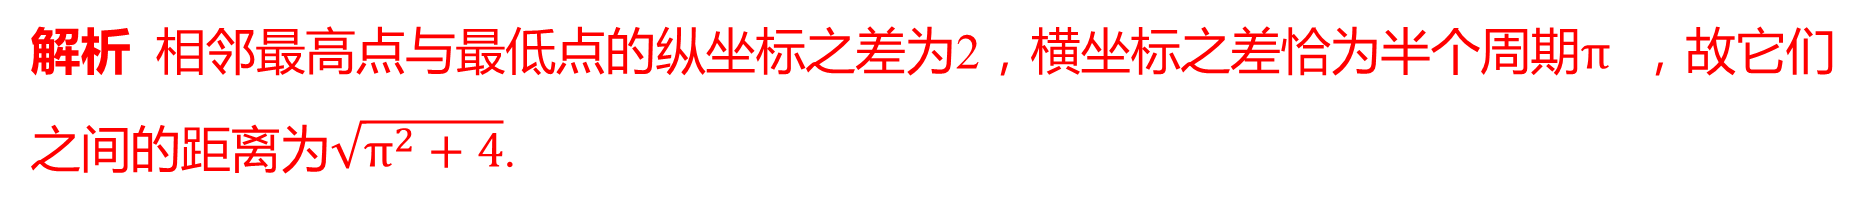 解析 相邻最高点与最低点的纵坐标之差为2，横坐标之差恰为半个周期π ，故它们
之间的距离为√(π² + 4).